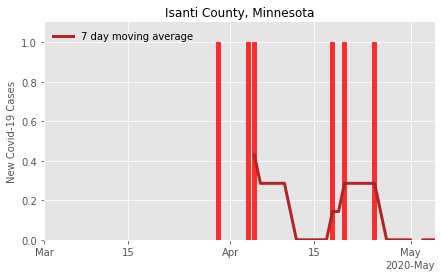 Isanti County, Minnesota
7 day moving average
New Covid-19 Cases
1.0
0.8
0.6
0.4
0.2
0.0
Mar 15 Apr 15 May
2020-May